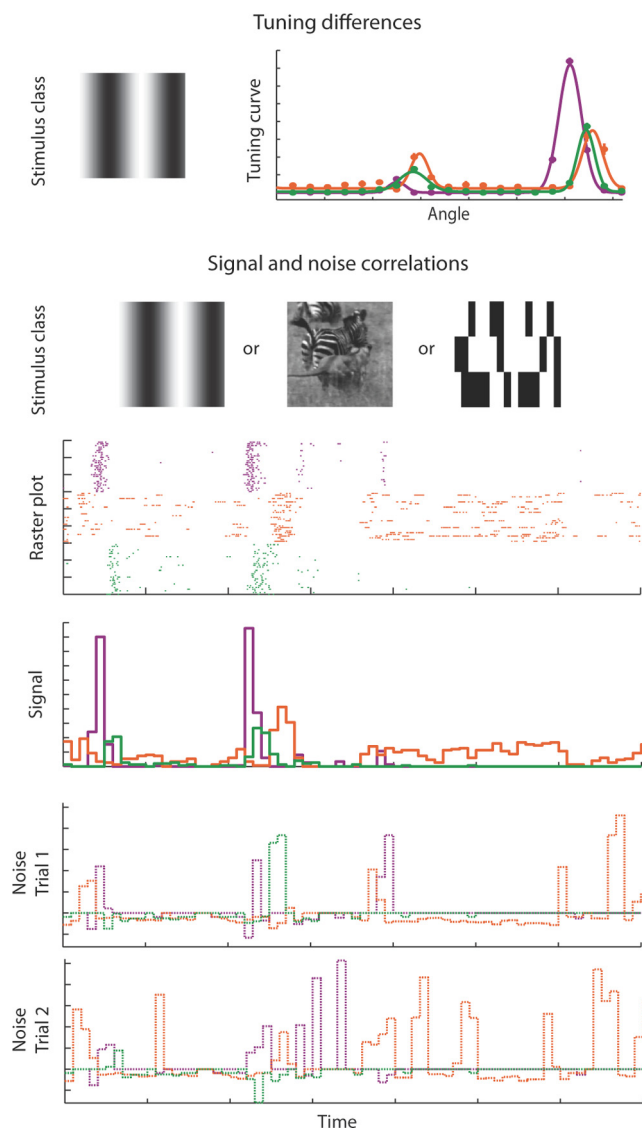 Tuning differences
Stimulus class
Tuning curve
Angle
Signal and noise correlations
Stimulus class
or
or
Raster plot
Signal
Noise
Trial 1
Noise
Trial 2
Time